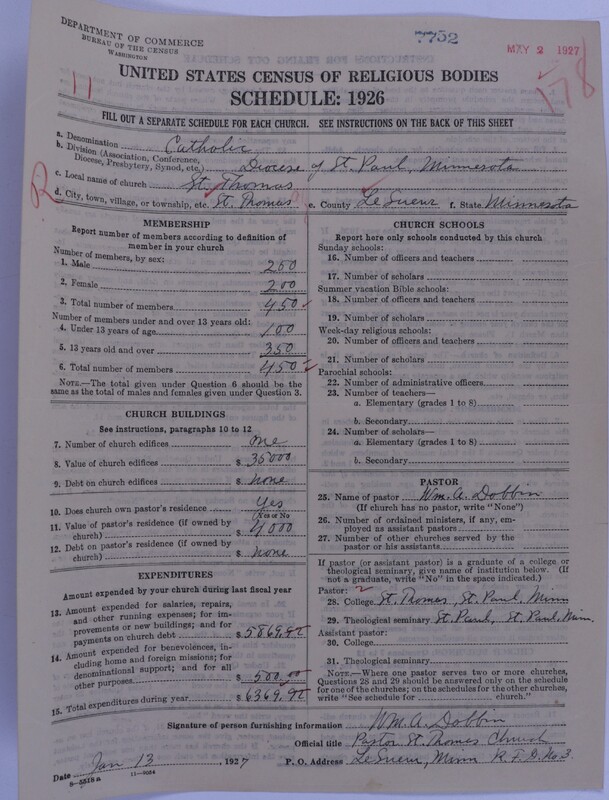 DEPARTMENT OF COMMERCE
BUREAU OF THE CENSUS
WASHINGTON
7752
MAY 2 1927
11
178
UNITED STATES CENSUS OF RELIGIOUS BODIES
SCHEDULE: 1926
FILL OUT A SEPARATE SCHEDULE FOR EACH CHURCH. SEE INSTRUCTIONS ON THE BACK OF THIS SHEET
a. Denomination Catholic
b. Division (Association, Conference, Diocese, Presbytery, Synod, etc.) Diocese of St. Paul, Minnesota
c. Local name of church St. Thomas
R d. City, town, village, or township, etc. St. Thomas e. County Le Sueur f. State Minnesota
MEMBERSHIP
Report number of members according to definition of member in your church
Number of members, by sex:
1. Male 250
2. Female 200
3. Total number of members 450
Number of members under and over 13 years old:
4. Under 13 years of age 100
5. 13 years old and over 350
6. Total number of members 450
NOTE.—The total given under Question 6 should be the same as the total of males and females given under Question 3.
CHURCH BUILDINGS
See instructions, paragraphs 10 to 12
7. Number of church edifices one
8. Value of church edifices $ 35000
9. Debt on church edifices $ none
10. Does church own pastor's residence Yes
Yes or No
11. Value of pastor's residence (if owned by church) $ 4000
12. Debt on pastor's residence (if owned by church) $ none
EXPENDITURES
Amount expended by your church during last fiscal year
13. Amount expended for salaries, repairs, and other running expenses; for improvements or new buildings; and for payments on church debt $ 5869.92
14. Amount expended for benevolences, including home and foreign missions; for denominational support; and for all other purposes $ 500.00
15. Total expenditures during year $ 6369.92
CHURCH SCHOOLS
Report here only schools conducted by this church
Sunday schools:
16. Number of officers and teachers
17. Number of scholars
Summer vacation Bible schools:
18. Number of officers and teachers
19. Number of scholars
Week-day religious schools:
20. Number of officers and teachers
21. Number of scholars
Parochial schools:
22. Number of administrative officers
23. Number of teachers—
a. Elementary (grades 1 to 8)
b. Secondary
24. Number of scholars—
a. Elementary (grades 1 to 8)
b. Secondary
PASTOR
25. Name of pastor Wm. A. Dobbin
(If church has no pastor, write "None")
26. Number of ordained ministers, if any, employed as assistant pastors
27. Number of other churches served by the pastor or his assistants
If pastor (or assistant pastor) is a graduate of a college or theological seminary, give name of institution below. (If not a graduate, write "No" in the space indicated.)
Pastor: 2
28. College St. Thomas, St. Paul, Minn
29. Theological seminary St. Paul, St. Paul, Minn.
Assistant pastor:
30. College
31. Theological seminary
NOTE.—Where one pastor serves two or more churches, Questions 28 and 29 should be answered only on the schedule for one of the churches; on the schedules for the other churches, write "See schedule for church."
Signature of person furnishing information Wm. A. Dobbin
Official title Pastor St. Thomas Church
Date Jan 13, 1927 P. O. Address Le Sueur, Minn R.F.D. No. 3.
8—5518 a 11—9084